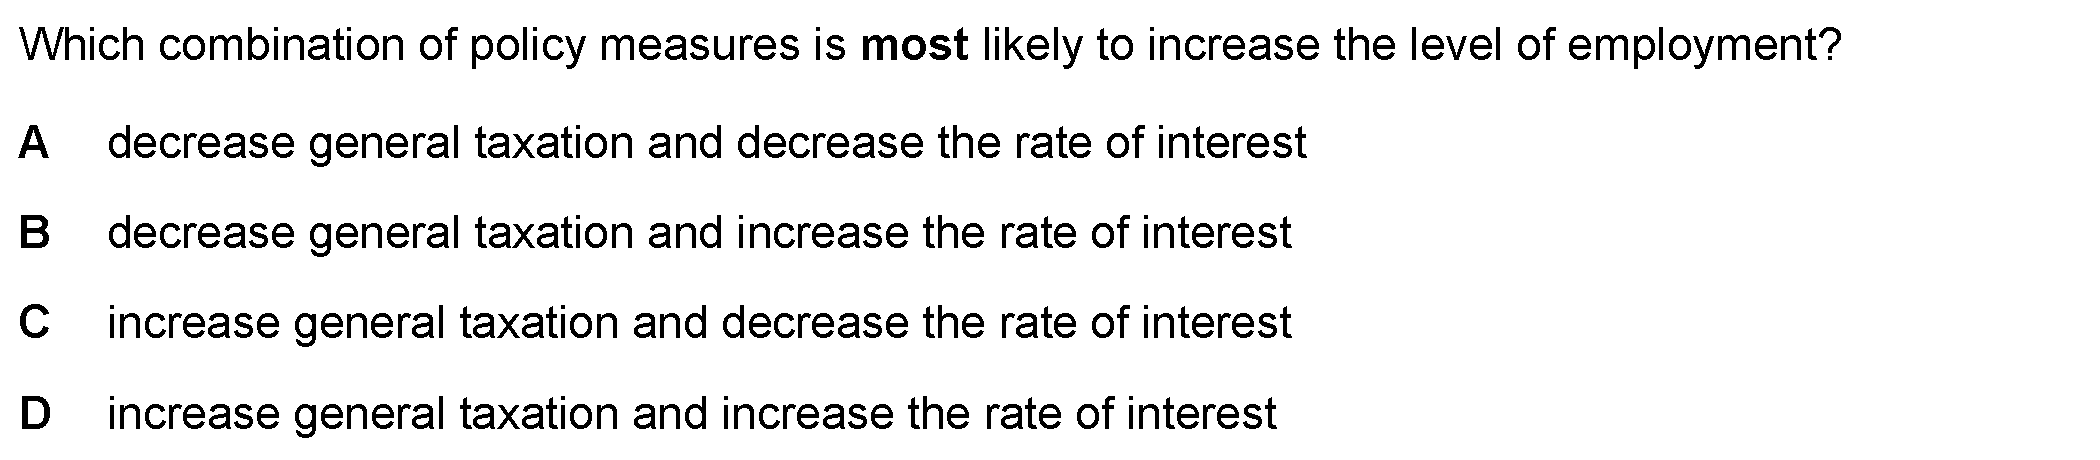 Which combination of policy measures is most likely to increase the level of employment?
A decrease general taxation and decrease the rate of interest
B decrease general taxation and increase the rate of interest
C increase general taxation and decrease the rate of interest
D increase general taxation and increase the rate of interest